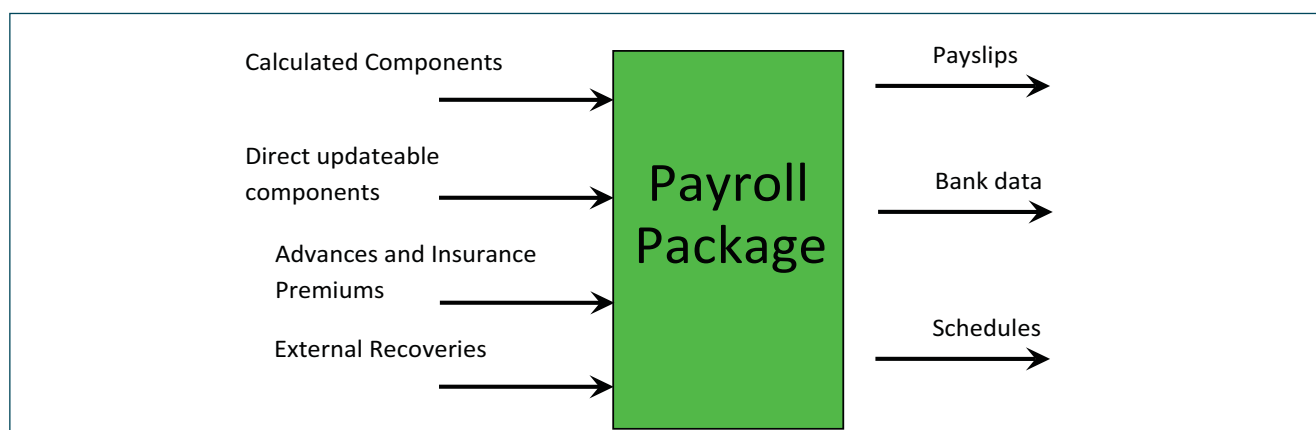 Calculated Components
Direct updateable
components
Advances and Insurance
Premiums
External Recoveries
Payroll
Package
Payslips
Bank data
Schedules